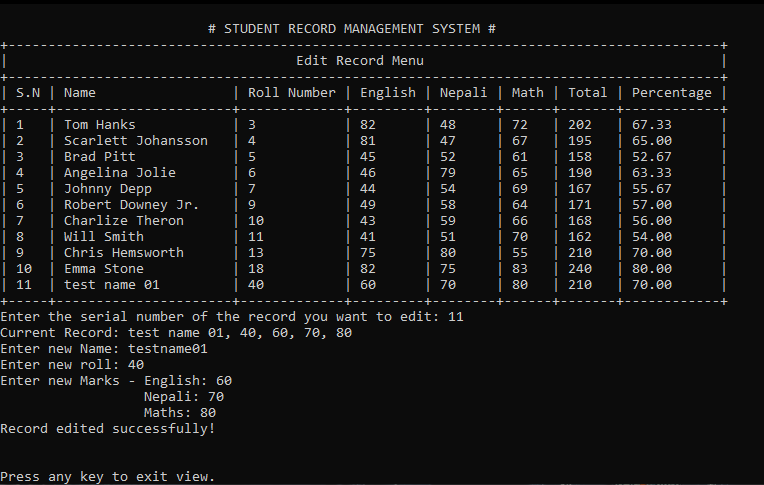 # STUDENT RECORD MANAGEMENT SYSTEM #
Edit Record Menu
| S.N | Name | Roll Number | English | Nepali | Math | Total | Percentage |
| 1 | Tom Hanks | 3 | 82 | 48 | 72 | 202 | 67.33 |
| 2 | Scarlett Johansson | 4 | 81 | 47 | 67 | 195 | 65.00 |
| 3 | Brad Pitt | 5 | 45 | 52 | 61 | 158 | 52.67 |
| 4 | Angelina Jolie | 6 | 46 | 79 | 65 | 190 | 63.33 |
| 5 | Johnny Depp | 7 | 44 | 54 | 69 | 167 | 55.67 |
| 6 | Robert Downey Jr. | 9 | 49 | 58 | 64 | 171 | 57.00 |
| 7 | Charlize Theron | 10 | 43 | 59 | 66 | 168 | 56.00 |
| 8 | Will Smith | 11 | 41 | 51 | 70 | 162 | 54.00 |
| 9 | Chris Hemsworth | 13 | 75 | 80 | 55 | 210 | 70.00 |
| 10 | Emma Stone | 18 | 82 | 75 | 83 | 240 | 80.00 |
| 11 | test name 01 | 40 | 60 | 70 | 80 | 210 | 70.00 |
Enter the serial number of the record you want to edit: 11
Current Record: test name 01, 40, 60, 70, 80
Enter new Name: testname01
Enter new roll: 40
Enter new Marks - English: 60
Nepali: 70
Maths: 80
Record edited successfully!
Press any key to exit view.